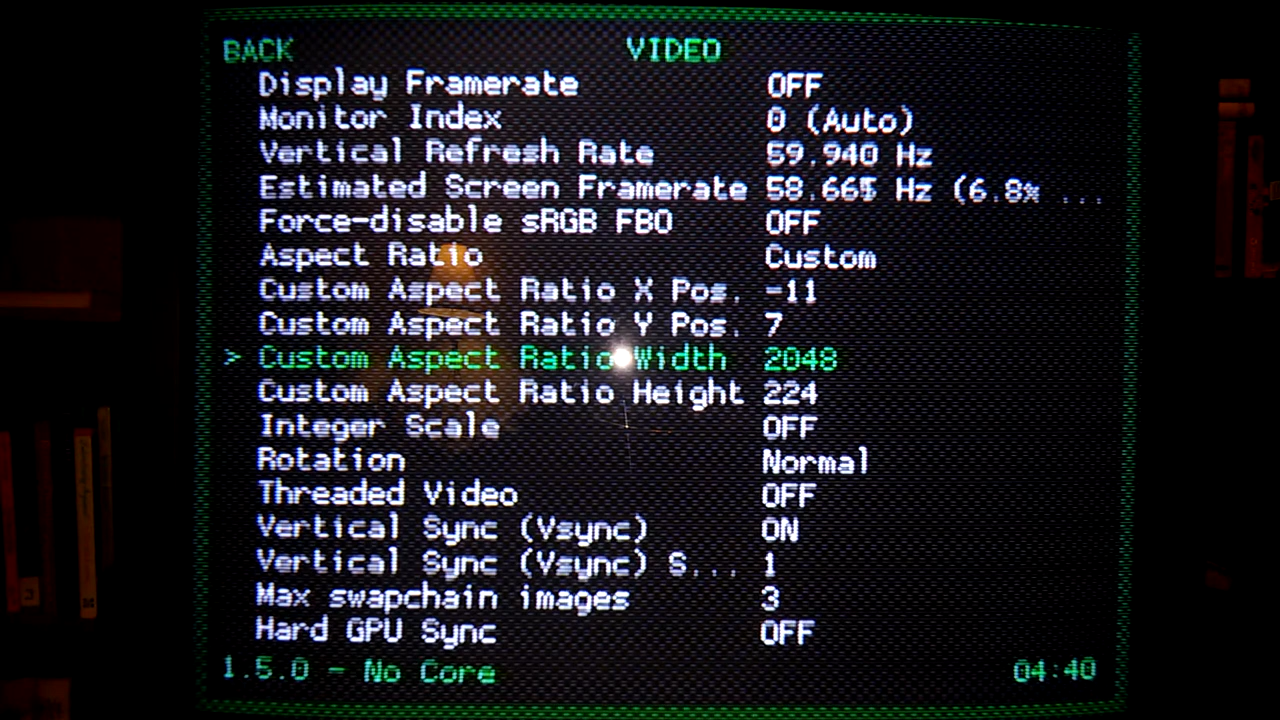 BACK VIDEO
Display Framerate OFF
Monitor Index 0 (Auto)
Vertical Refresh Rate 59.940 Hz
Estimated Screen Framerate 58.665 Hz (6.8% ...
Force-disable sRGB FBO OFF
Aspect Ratio Custom
Custom Aspect Ratio X Pos. -11
Custom Aspect Ratio Y Pos. 7
> Custom Aspect Ratio Width 2048
Custom Aspect Ratio Height 224
Integer Scale OFF
Rotation Normal
Threaded Video OFF
Vertical Sync (Vsync) ON
Vertical Sync (Vsync) S... 1
Max swapchain images 3
Hard GPU Sync OFF
1.5.0 - No Core 04:40